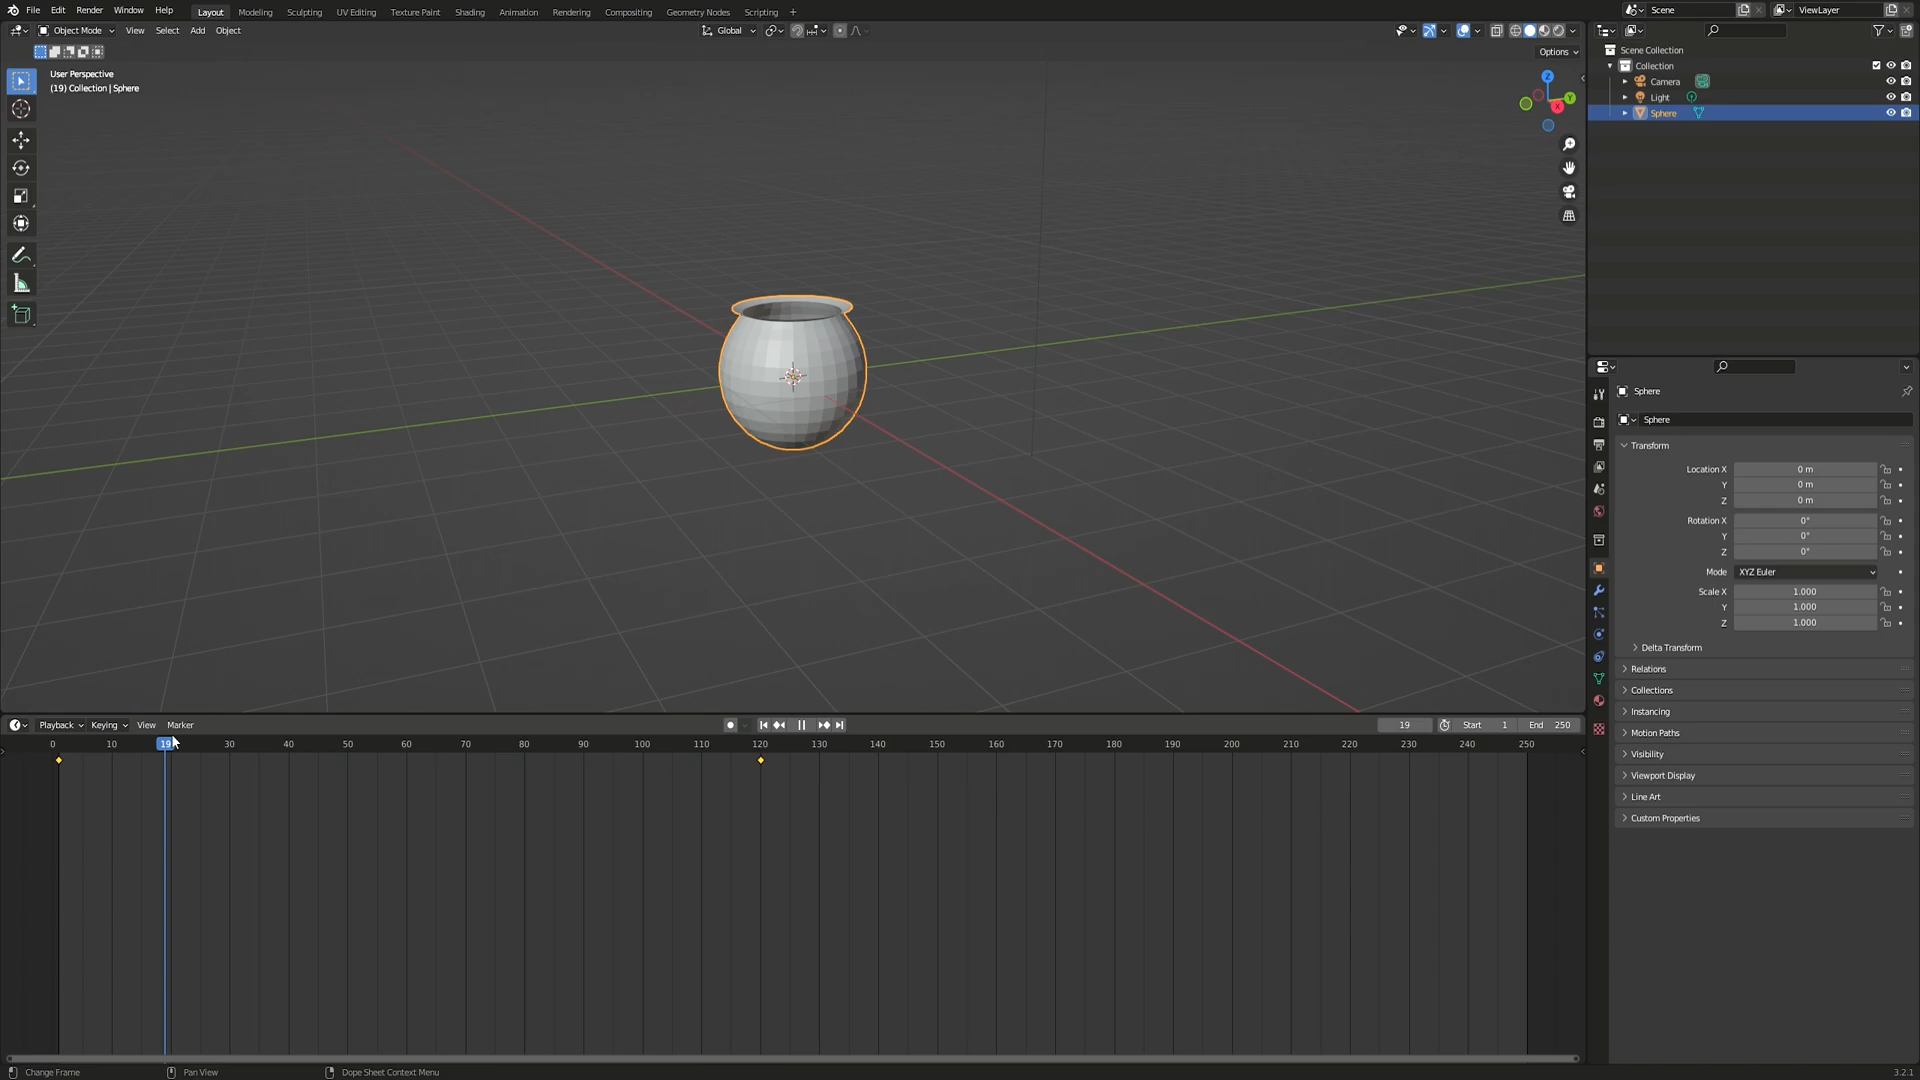 File Edit Render Window Help Layout Modeling Sculpting UV Editing Texture Paint Shading Animation Rendering Compositing Geometry Nodes Scripting + Scene ViewLayer
Object Mode View Select Add Object Global
Options
User Perspective
(19) Collection | Sphere
Z
Y
X
Scene Collection
Collection
Camera
Light
Sphere
Sphere
Sphere
Transform
Location X 0 m
Y 0 m
Z 0 m
Rotation X 0°
Y 0°
Z 0°
Mode XYZ Euler
Scale X 1.000
Y 1.000
Z 1.000
Delta Transform
Relations
Collections
Instancing
Motion Paths
Visibility
Viewport Display
Line Art
Custom Properties
Playback Keying View Marker 19 Start 1 End 250
0 10 19 30 40 50 60 70 80 90 100 110 120 130 140 150 160 170 180 190 200 210 220 230 240 250
Change Frame Pan View Dope Sheet Context Menu 3.2.1